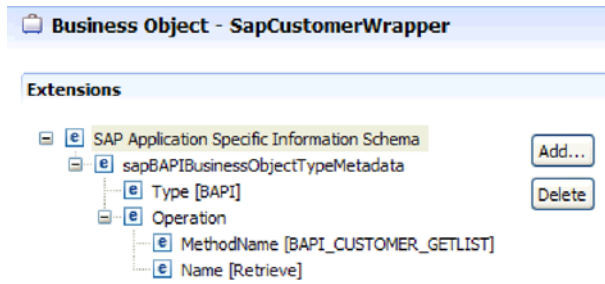 Business Object - SapCustomerWrapper
Extensions
SAP Application Specific Information Schema
Add...
sapBAPIBusinessObjectTypeMetadata
Type [BAPI]
Delete
Operation
MethodName [BAPI_CUSTOMER_GETLIST]
Name [Retrieve]